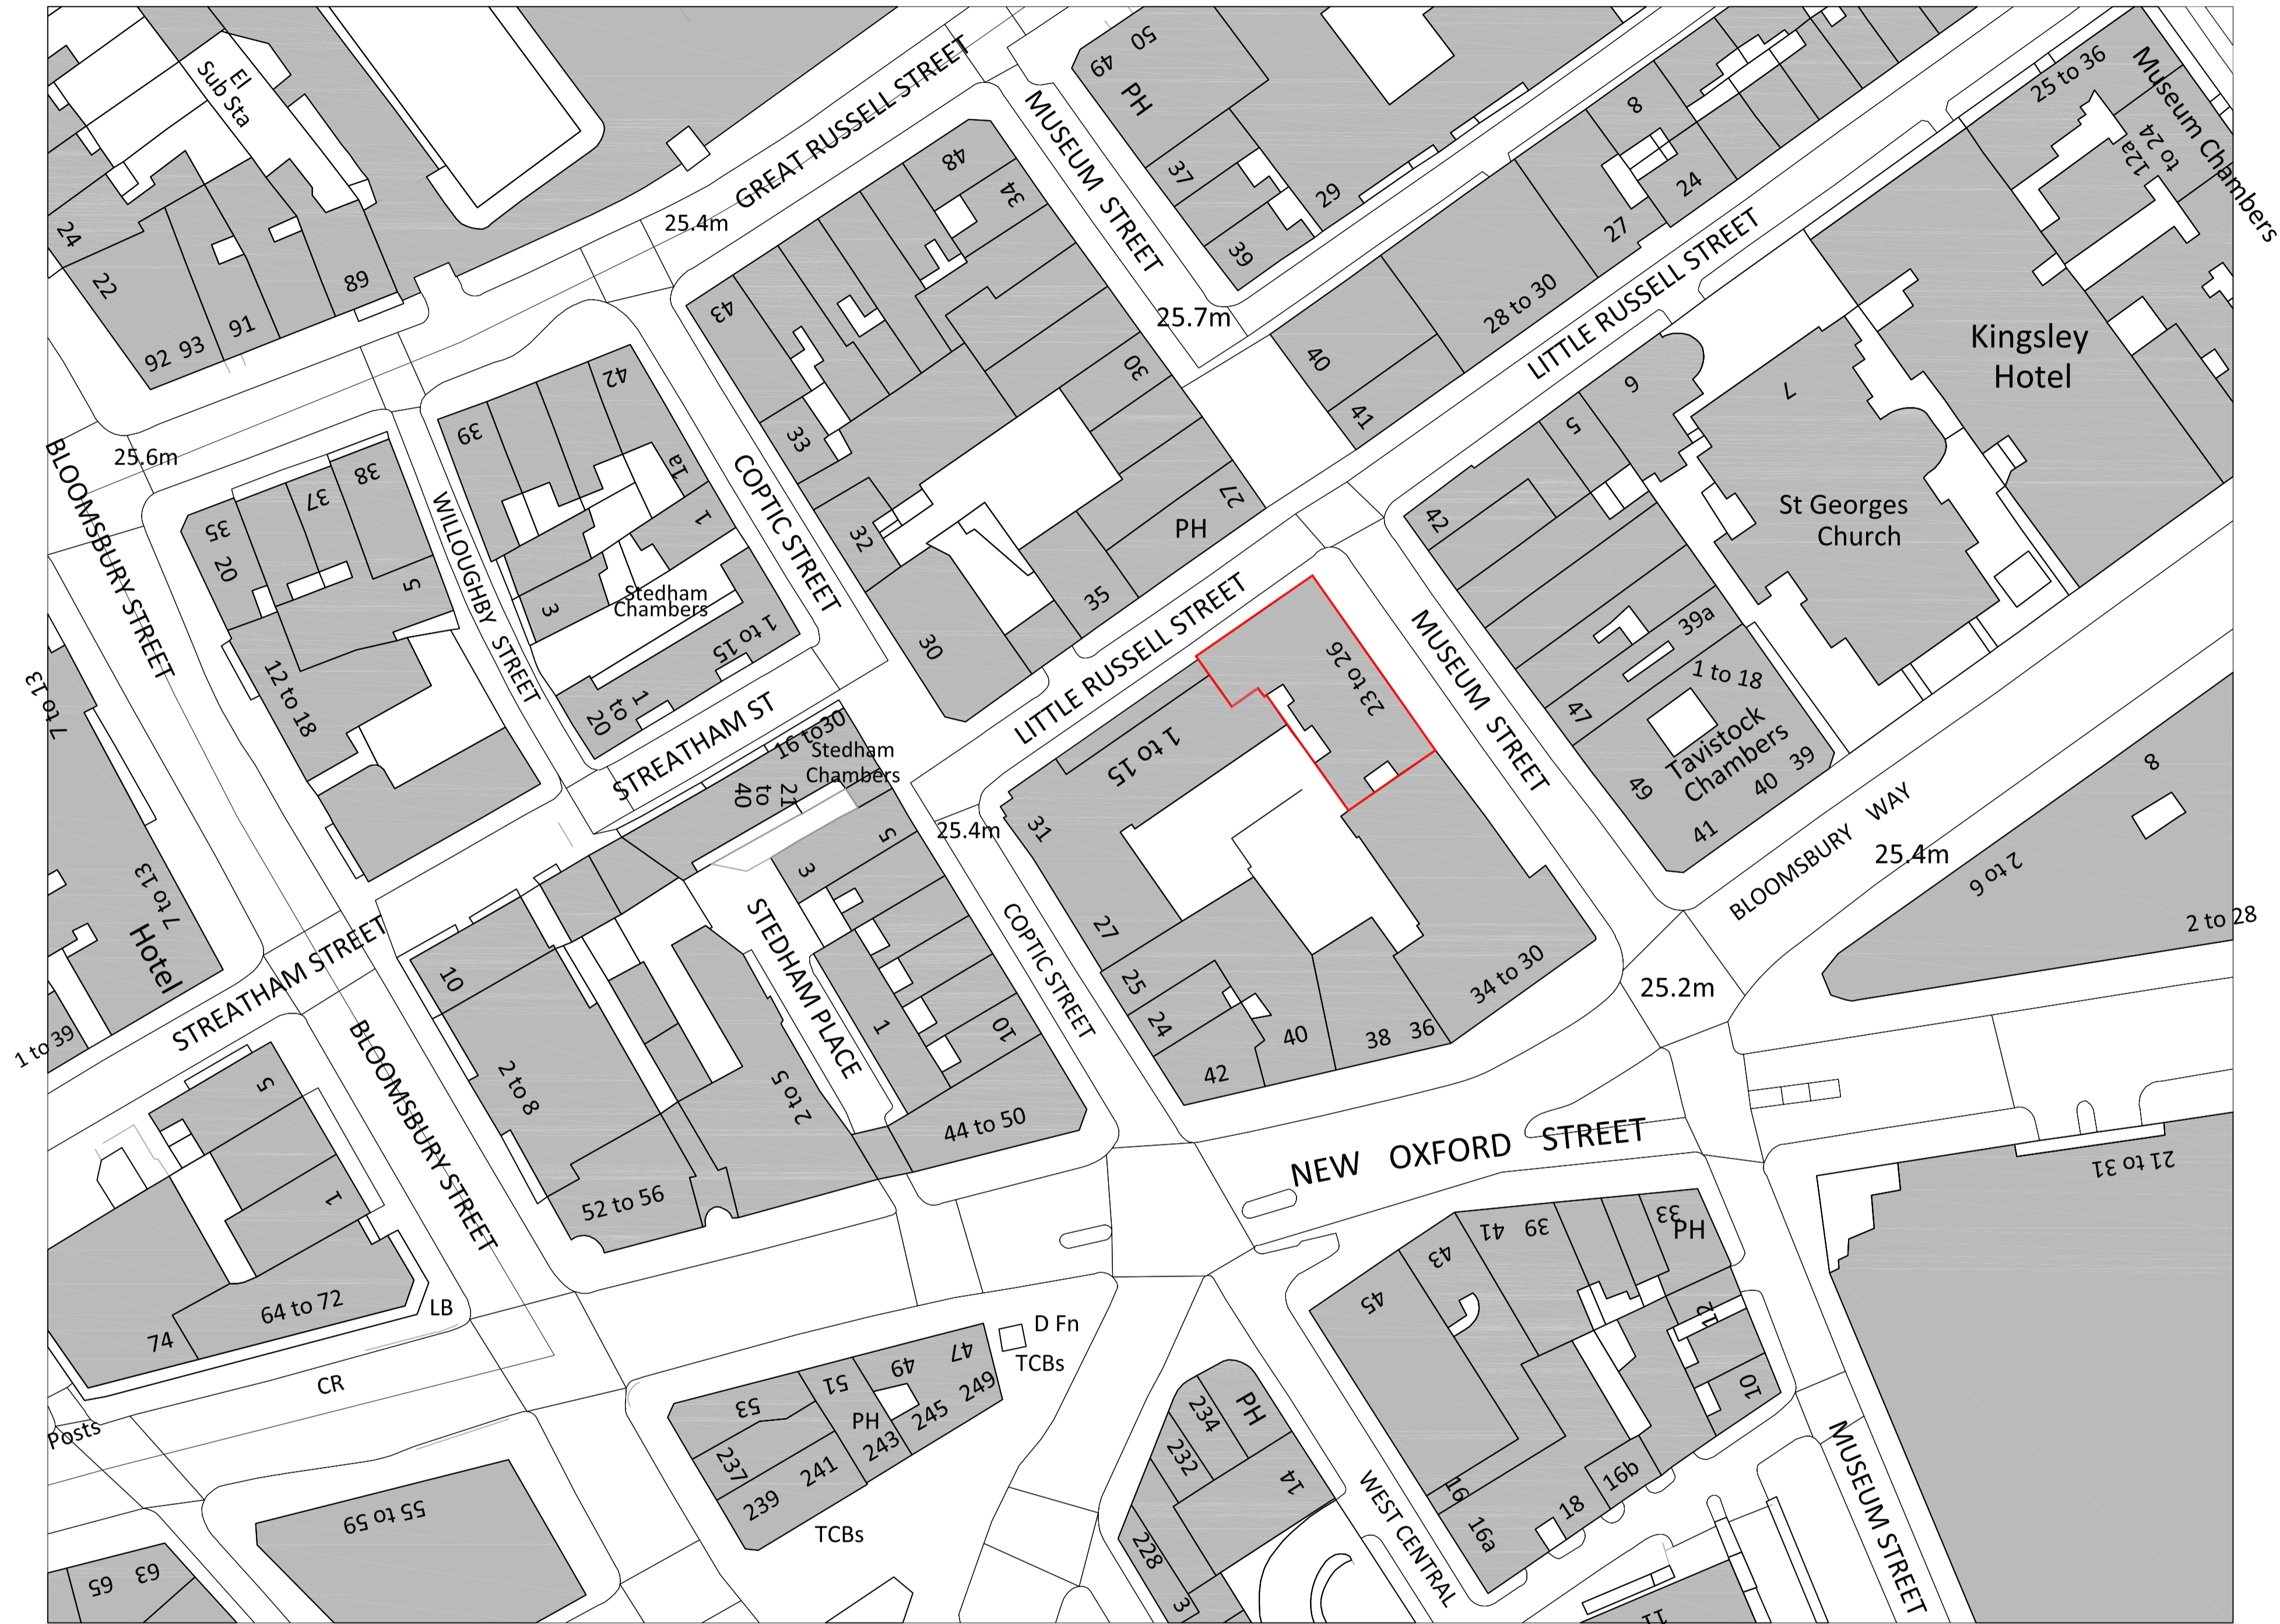 El
Sub Sta
GREAT RUSSELL STREET
50
49
PH
MUSEUM STREET
25 to 36
Museum Chambers
12a
to
24
8
24
27
37
39
29
48
34
25.4m
24
22
92
93
91
89
43
25.7m
28 to 30
LITTLE RUSSELL STREET
40
41
Kingsley
Hotel
42
39
1a
1
33
30
6
5
7
25.6m
BLOOMSBURY STREET
38
37
35
20
5
WILLOUGHBY STREET
COPTIC STREET
32
27
PH
42
St Georges
Church
3
Stedham
Chambers
1 to 15
1
to
20
30
35
LITTLE RUSSELL STREET
23 to 26
MUSEUM STREET
39a
1 to 18
47
Tavistock
Chambers
49
41
40
39
7 to 13
12 to 18
STREATHAM ST
16 to30
Stedham
Chambers
21
to
40
1 to 15
31
25.4m
5
3
BLOOMSBURY WAY
25.4m
8
2 to 6
2 to 28
7 to 13
Hotel
STREATHAM STREET
1 to 39
10
STEDHAM PLACE
COPTIC STREET
27
25
24
42
40
38
36
34 to 30
25.2m
1
10
2 to 8
2 to 5
44 to 50
52 to 56
BLOOMSBURY STREET
5
1
NEW OXFORD STREET
21 to 31
64 to 72
74
LB
CR
Posts
D Fn
TCBs
47
49
51
53
PH
237
239
241
243
245
249
TCBs
45
43
41
39
33
PH
12
10
234
PH
232
14
228
3
16
16a
18
16b
WEST CENTRAL
MUSEUM STREET
55 to 59
65
63
11